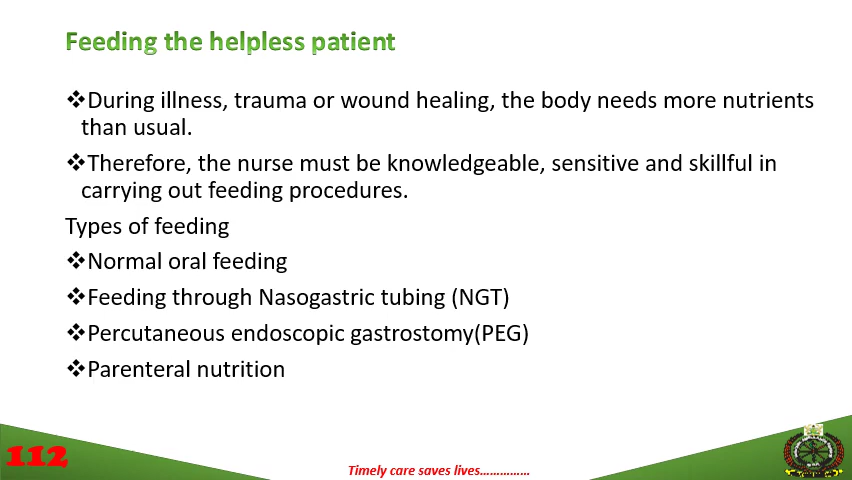 Feeding the helpless patient
❖During illness, trauma or wound healing, the body needs more nutrients
than usual.
❖Therefore, the nurse must be knowledgeable, sensitive and skillful in
carrying out feeding procedures.
Types of feeding
❖Normal oral feeding
❖Feeding through Nasogastric tubing (NGT)
❖Percutaneous endoscopic gastrostomy(PEG)
❖Parenteral nutrition
112
Timely care saves lives……………